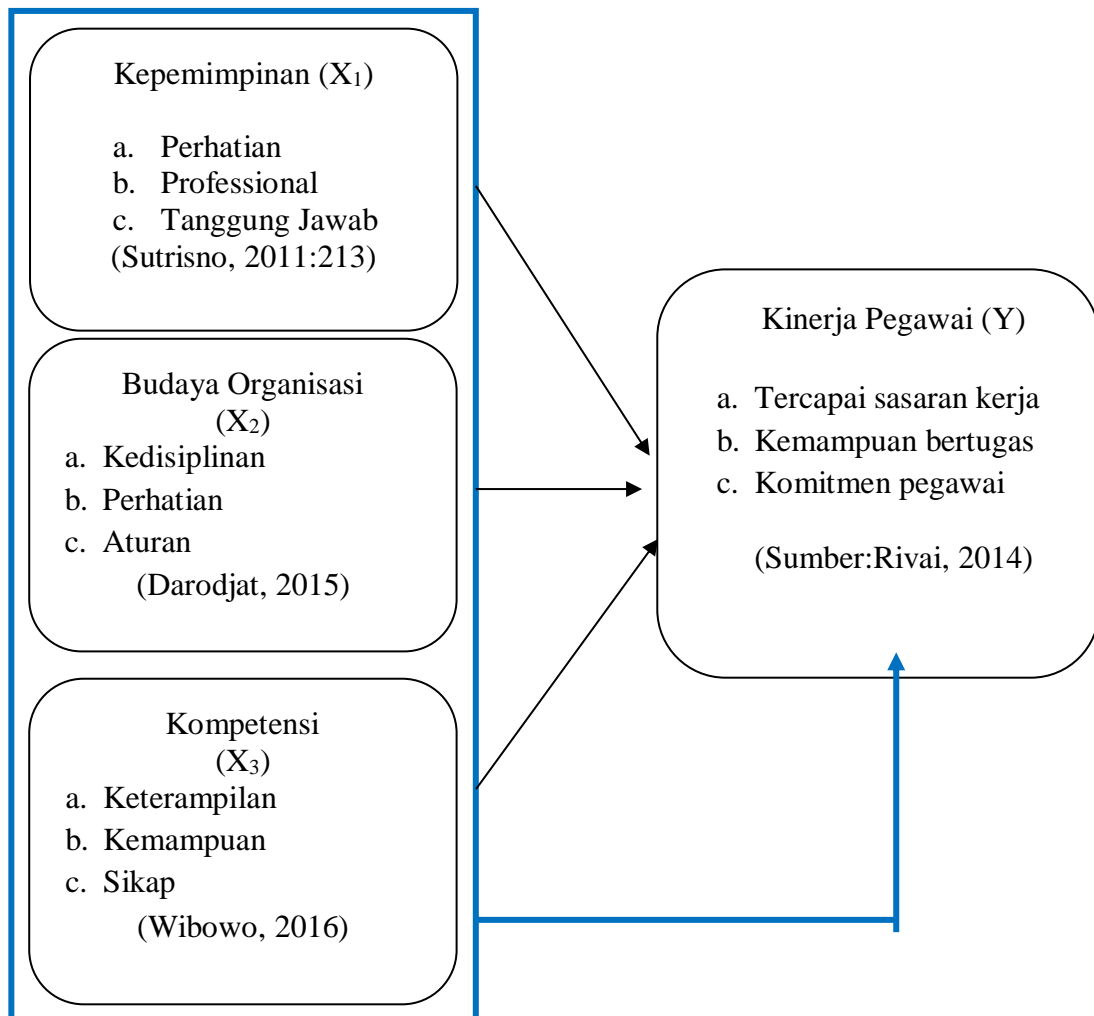 Kepemimpinan (X₁)
a. Perhatian
b. Professional
c. Tanggung Jawab
(Sutrisno, 2011:213)
Budaya Organisasi
(X₂)
a. Kedisiplinan
b. Perhatian
c. Aturan
(Darodjat, 2015)
Kompetensi
(X₃)
a. Keterampilan
b. Kemampuan
c. Sikap
(Wibowo, 2016)
Kinerja Pegawai (Y)
a. Tercapai sasaran kerja
b. Kemampuan bertugas
c. Komitmen pegawai
(Sumber:Rivai, 2014)